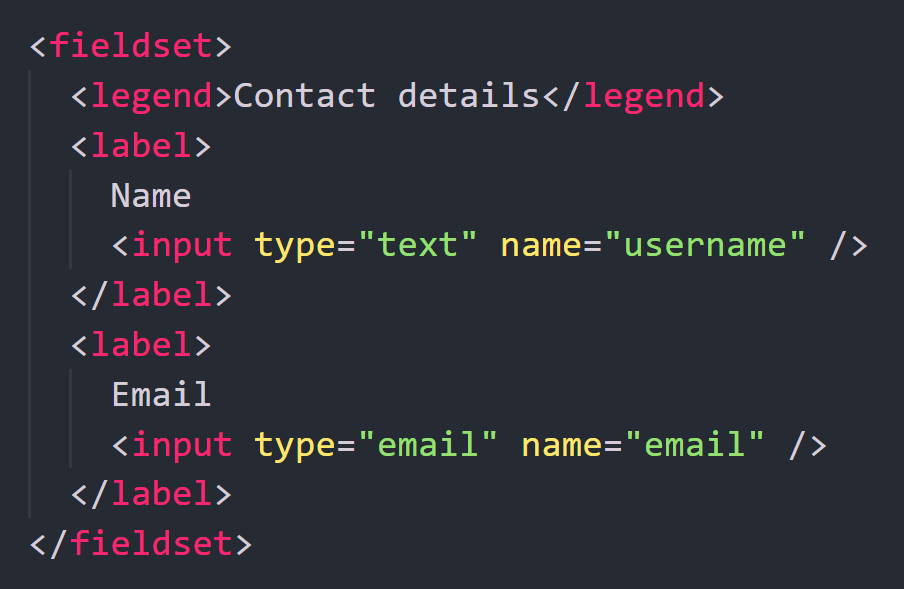 <fieldset>
  <legend>Contact details</legend>
  <label>
    Name
    <input type="text" name="username" />
  </label>
  <label>
    Email
    <input type="email" name="email" />
  </label>
</fieldset>